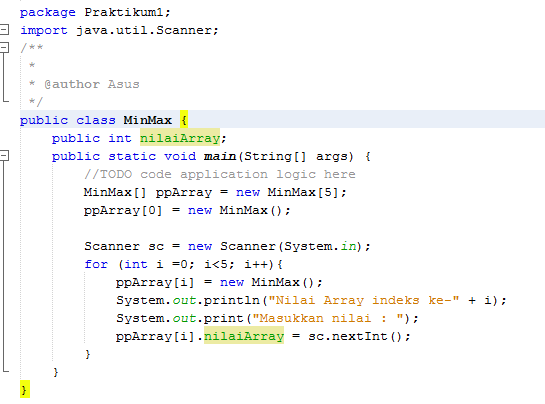 package Praktikum1;
import java.util.Scanner;
/**
 *
 * @author Asus
 */
public class MinMax {
    public int nilaiArray;
    public static void main(String[] args) {
        //TODO code application logic here
        MinMax[] ppArray = new MinMax[5];
        ppArray[0] = new MinMax();

        Scanner sc = new Scanner(System.in);
        for (int i =0; i<5; i++){
            ppArray[i] = new MinMax();
            System.out.println("Nilai Array indeks ke-" + i);
            System.out.print("Masukkan nilai : ");
            ppArray[i].nilaiArray = sc.nextInt();
        }
    }
}